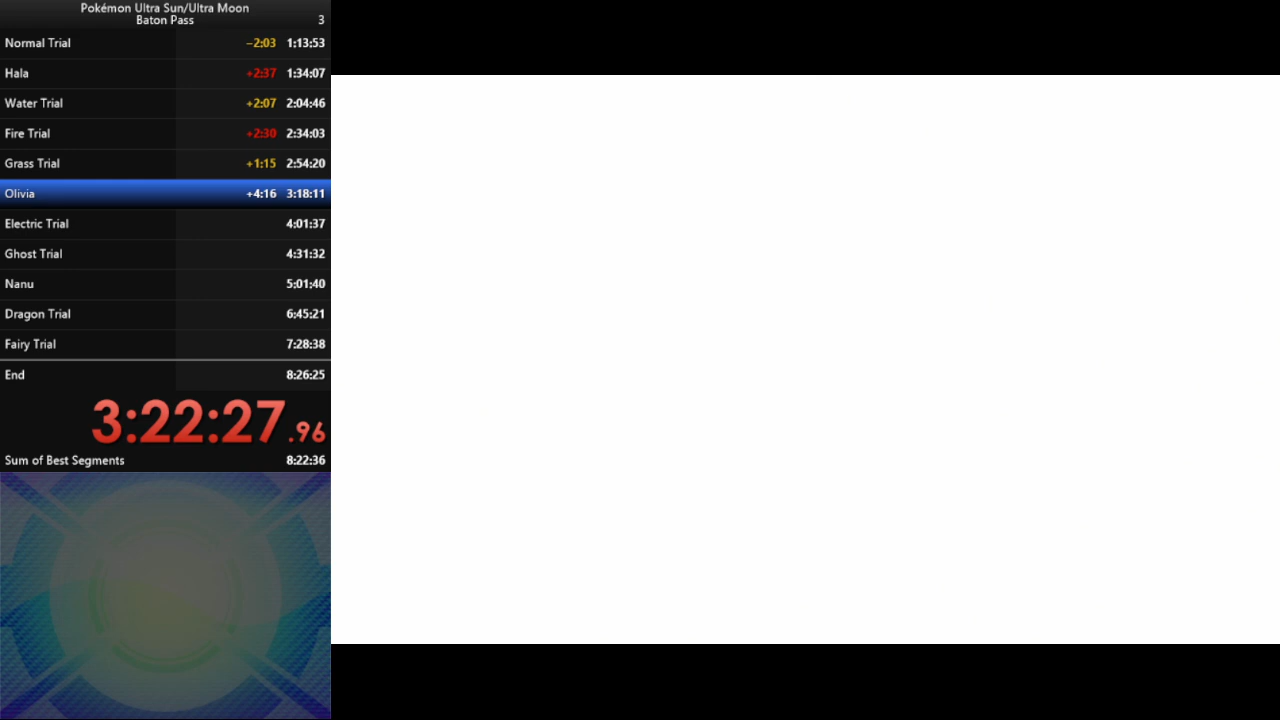 Pokémon Ultra Sun/Ultra Moon
Baton Pass 3
Normal Trial −2:03 1:13:53
Hala +2:37 1:34:07
Water Trial +2:07 2:04:46
Fire Trial +2:30 2:34:03
Grass Trial +1:15 2:54:20
Olivia +4:16 3:18:11
Electric Trial 4:01:37
Ghost Trial 4:31:32
Nanu 5:01:40
Dragon Trial 6:45:21
Fairy Trial 7:28:38
End 8:26:25
3:22:27.96
Sum of Best Segments 8:22:36